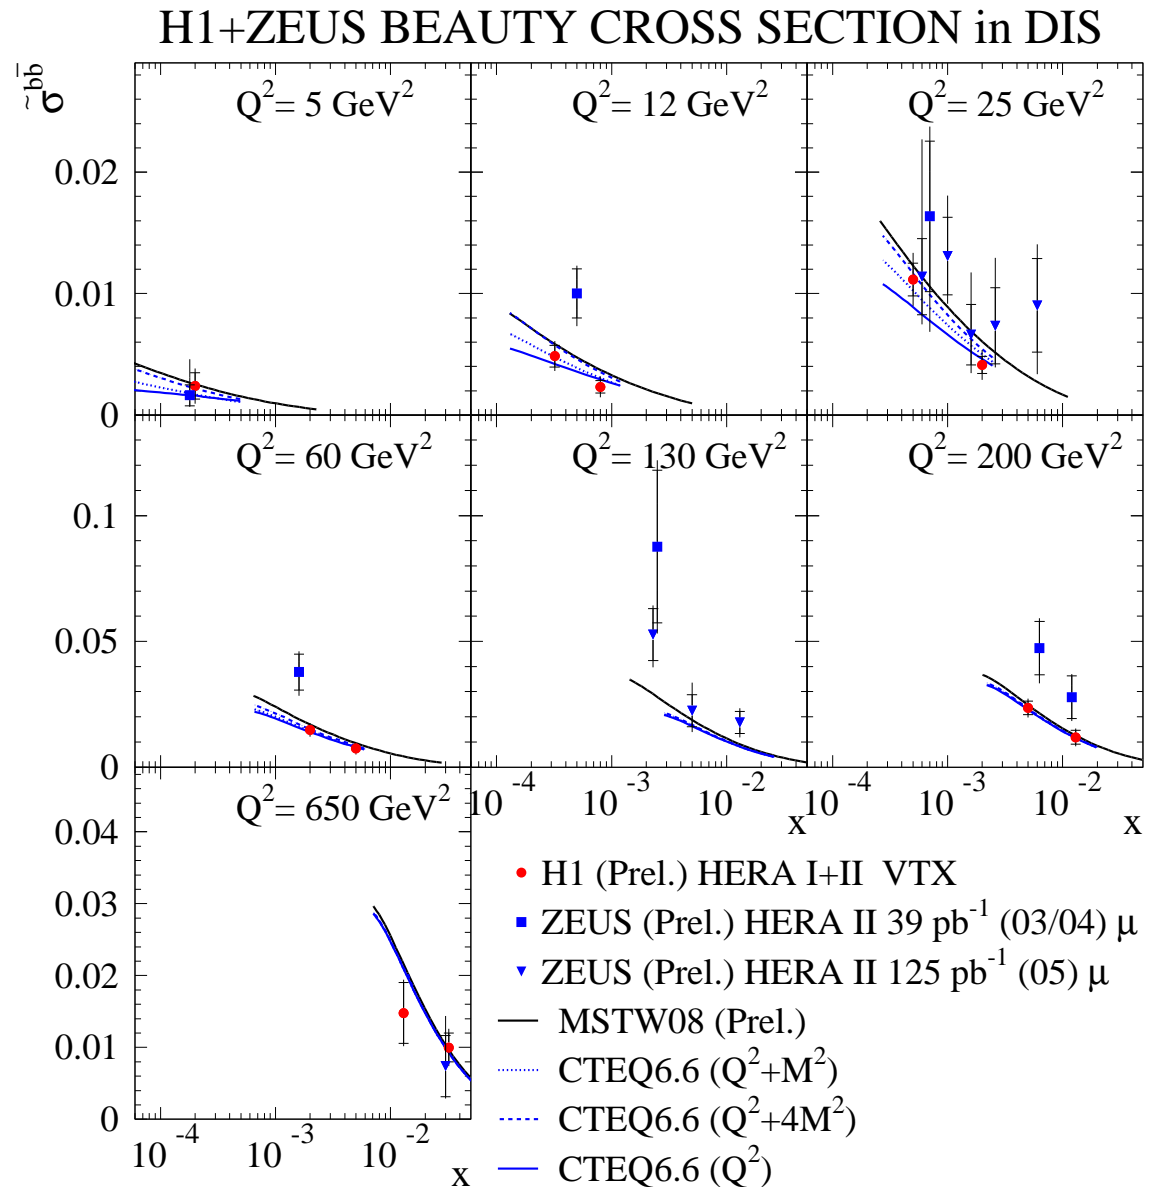 H1+ZEUS BEAUTY CROSS SECTION in DIS
σ̃^bb̅
Q²= 5 GeV²
Q²= 12 GeV²
Q²= 25 GeV²
0.02
0.01
0
Q²= 60 GeV²
Q²= 130 GeV²
Q²= 200 GeV²
0.1
0.05
0
10⁻⁴ 10⁻³ 10⁻² x
10⁻⁴ 10⁻³ 10⁻² x
Q²= 650 GeV²
0.04
0.03
0.02
0.01
0
10⁻⁴ 10⁻³ 10⁻² x
H1 (Prel.) HERA I+II VTX
ZEUS (Prel.) HERA II 39 pb⁻¹ (03/04) μ
ZEUS (Prel.) HERA II 125 pb⁻¹ (05) μ
MSTW08 (Prel.)
CTEQ6.6 (Q²+M²)
CTEQ6.6 (Q²+4M²)
CTEQ6.6 (Q²)